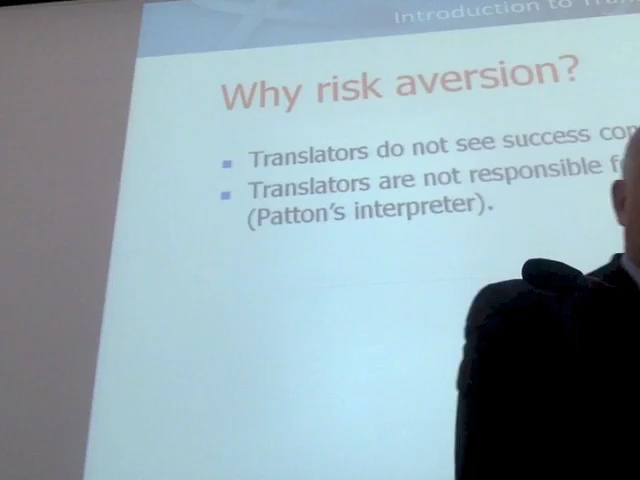 Introduction to
Why risk aversion?
Translators do not see success
Translators are not responsible
(Patton's interpreter).